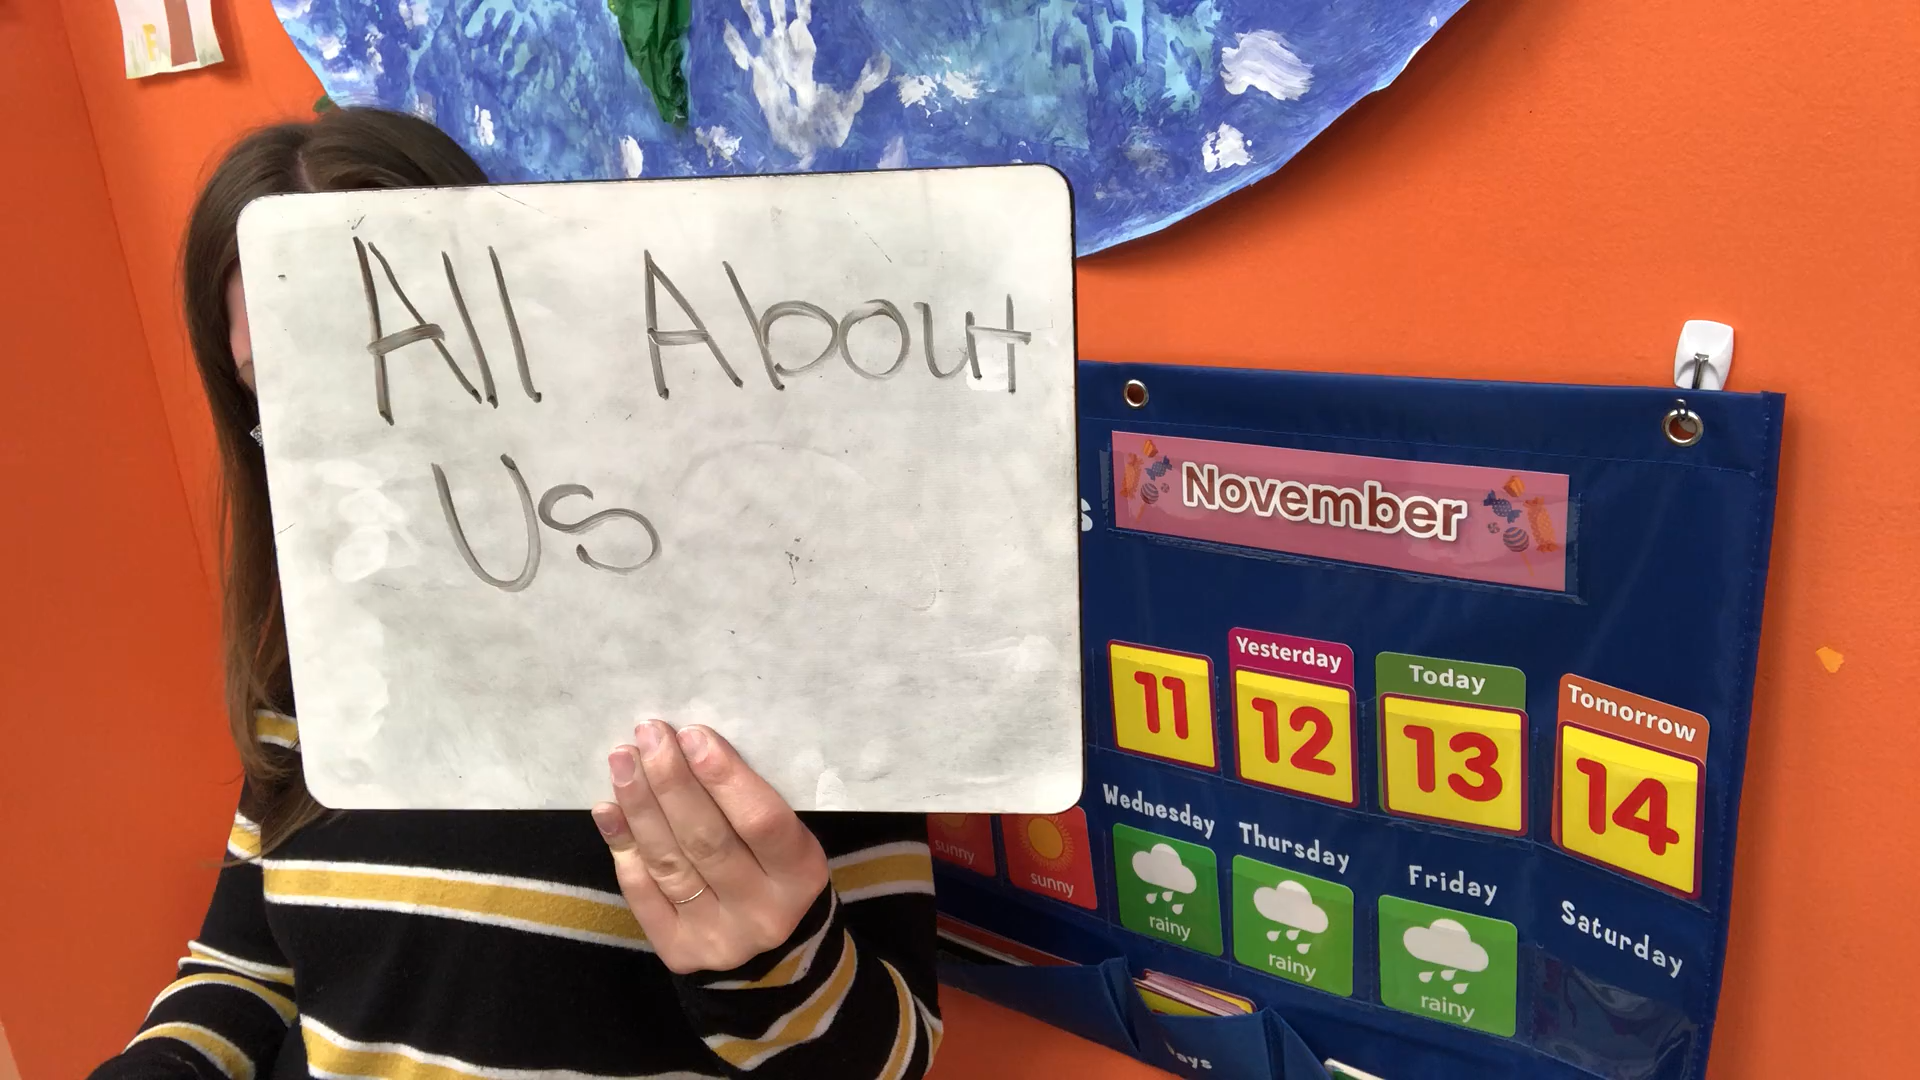 All About
Us
November
11
Yesterday
12
Today
13
Tomorrow
14
Wednesday
Thursday
Friday
Saturday
sunny
sunny
rainy
rainy
rainy